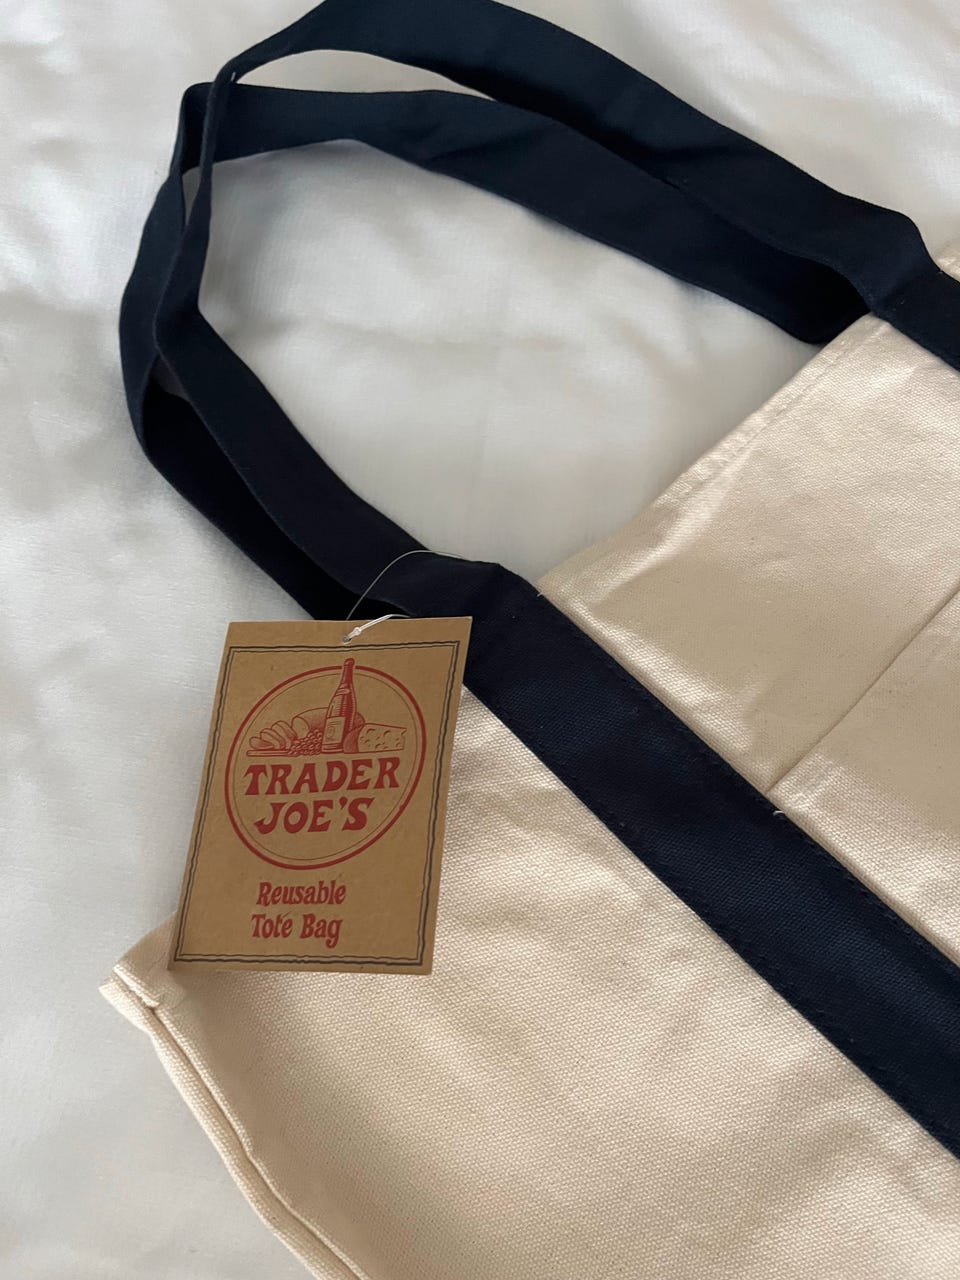 TRADER
JOE'S
Reusable
Tote Bag